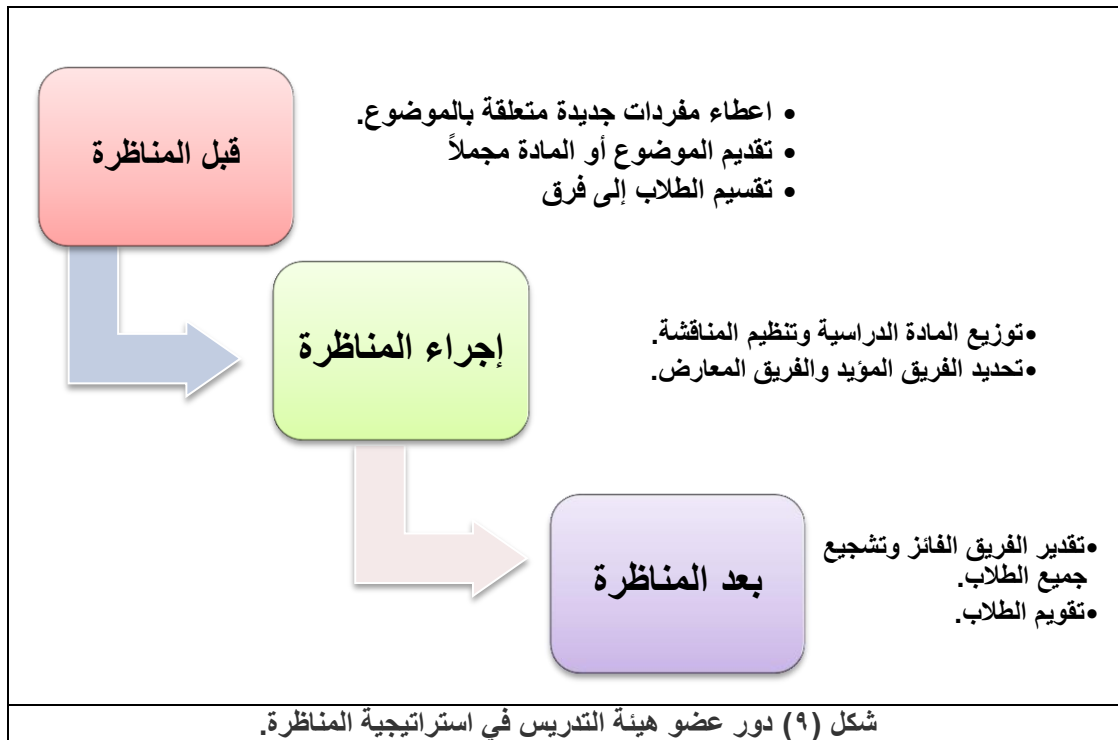 قبل المناظرة
• اعطاء مفردات جديدة متعلقة بالموضوع.
• تقديم الموضوع أو المادة مجملاً
• تقسيم الطلاب إلى فرق
إجراء المناظرة
•توزيع المادة الدراسية وتنظيم المناقشة.
•تحديد الفريق المؤيد والفريق المعارض.
بعد المناظرة
•تقدير الفريق الفائز وتشجيع
جميع الطلاب.
•تقويم الطلاب.
شكل (٩) دور عضو هيئة التدريس في استراتيجية المناظرة.